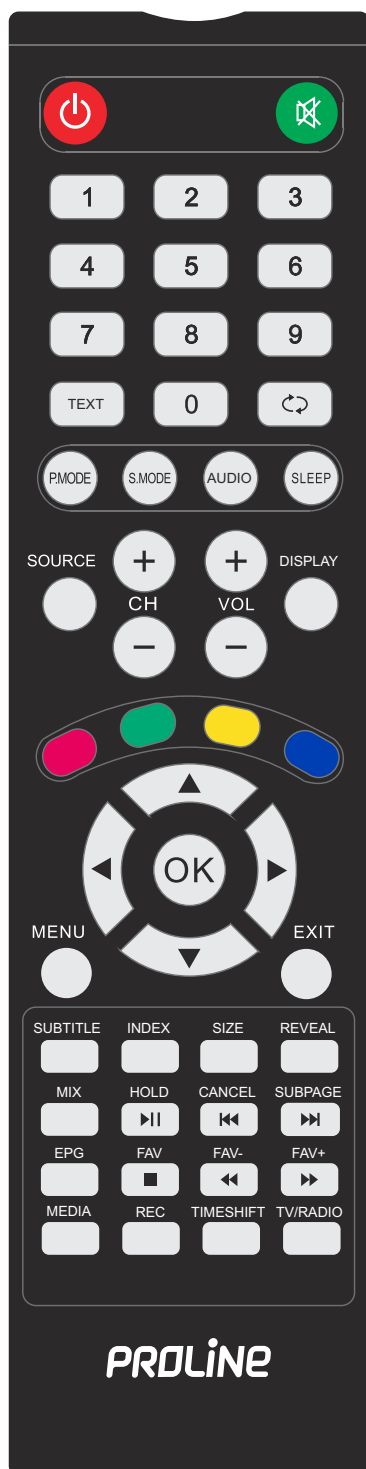 1 2 3
4 5 6
7 8 9
TEXT 0
P.MODE S.MODE AUDIO SLEEP
SOURCE + + DISPLAY
CH VOL
− −
OK
MENU EXIT
SUBTITLE INDEX SIZE REVEAL
MIX HOLD CANCEL SUBPAGE
EPG FAV FAV- FAV+
MEDIA REC TIMESHIFT TV/RADIO
PROLINE